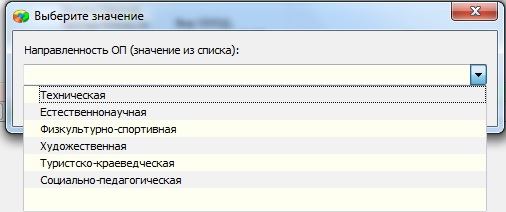 Выберите значение
Направленность ОП (значение из списка):
Техническая
Естественнонаучная
Физкультурно-спортивная
Художественная
Туристско-краеведческая
Социально-педагогическая